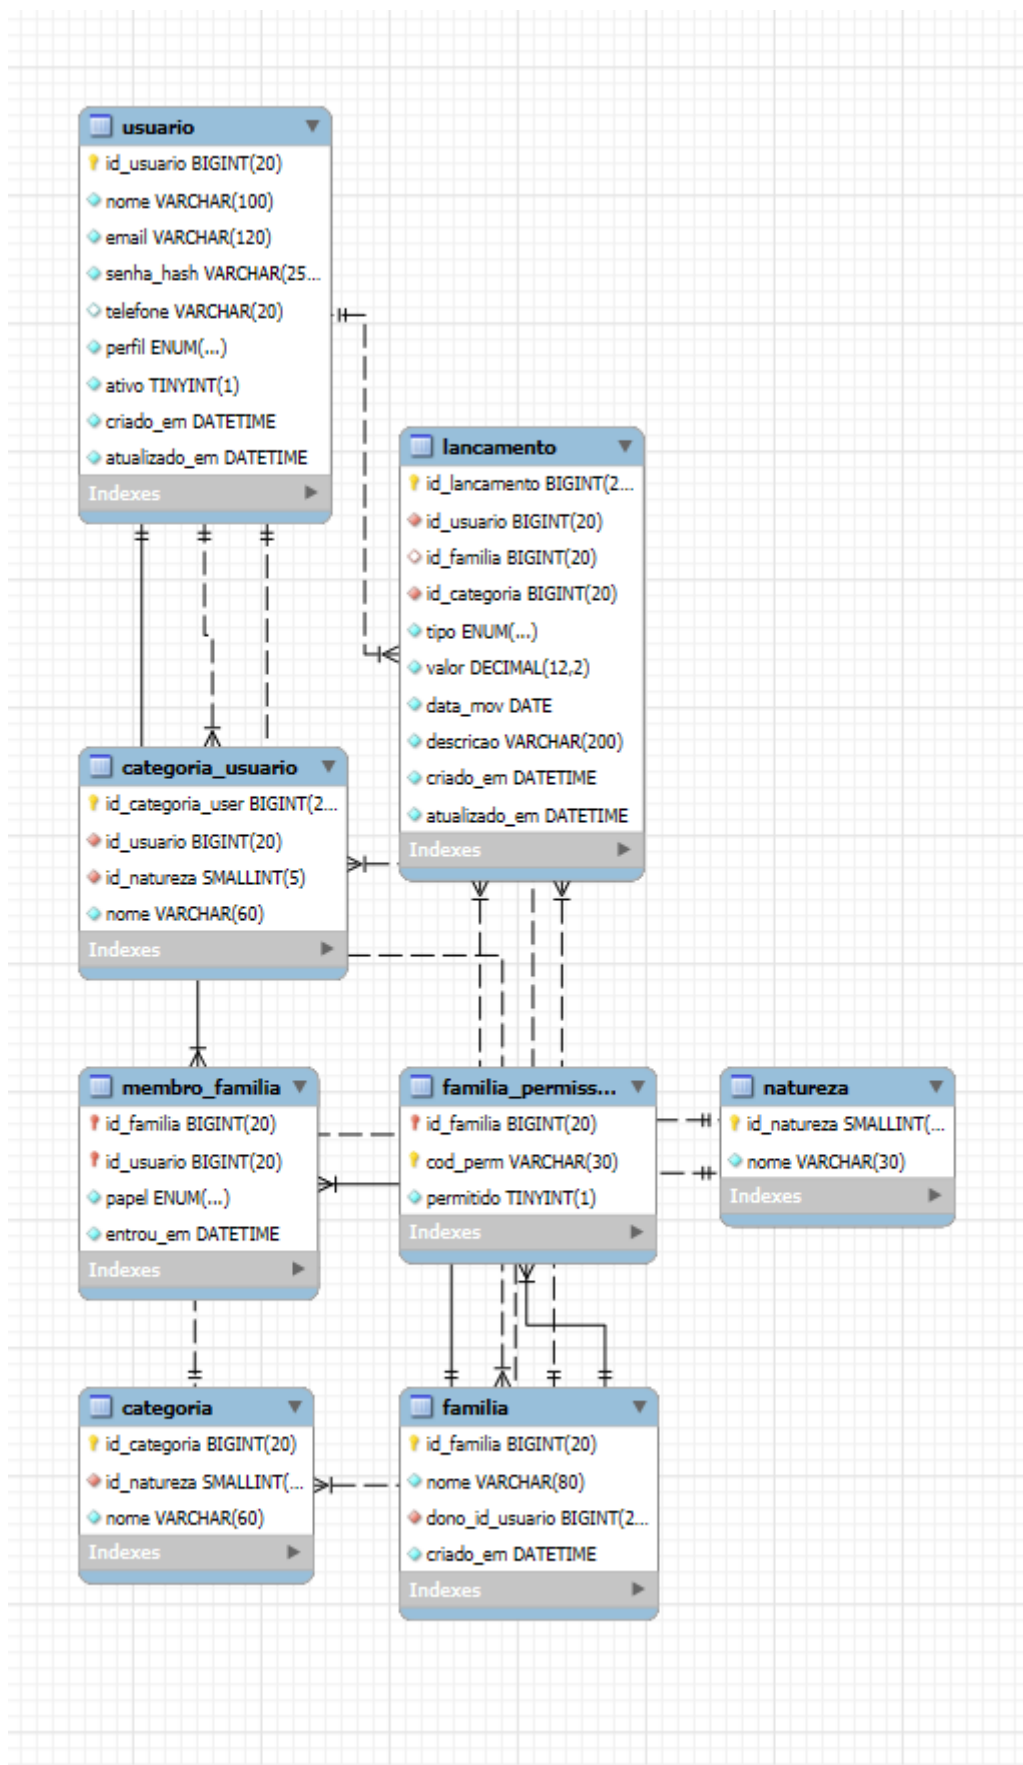 usuario
id_usuario BIGINT(20)
nome VARCHAR(100)
email VARCHAR(120)
senha_hash VARCHAR(25...
telefone VARCHAR(20)
perfil ENUM(...)
ativo TINYINT(1)
criado_em DATETIME
atualizado_em DATETIME
Indexes
lancamento
id_lancamento BIGINT(2...
id_usuario BIGINT(20)
id_familia BIGINT(20)
id_categoria BIGINT(20)
tipo ENUM(...)
valor DECIMAL(12,2)
data_mov DATE
descricao VARCHAR(200)
criado_em DATETIME
atualizado_em DATETIME
Indexes
categoria_usuario
id_categoria_user BIGINT(2...
id_usuario BIGINT(20)
id_natureza SMALLINT(5)
nome VARCHAR(60)
Indexes
membro_familia
id_familia BIGINT(20)
id_usuario BIGINT(20)
papel ENUM(...)
entrou_em DATETIME
Indexes
familia_permiss...
id_familia BIGINT(20)
cod_perm VARCHAR(30)
permitido TINYINT(1)
Indexes
natureza
id_natureza SMALLINT(...
nome VARCHAR(30)
Indexes
categoria
id_categoria BIGINT(20)
id_natureza SMALLINT(...
nome VARCHAR(60)
Indexes
familia
id_familia BIGINT(20)
nome VARCHAR(80)
dono_id_usuario BIGINT(2...
criado_em DATETIME
Indexes